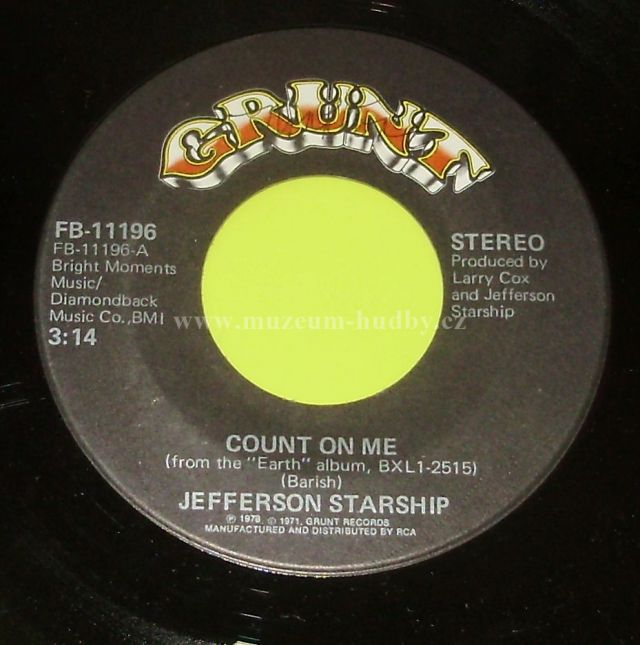 GRUNT
FB-11196
FB-11196-A
Bright Moments
Music/
Diamondback
Music Co.,BMI
3:14
STEREO
Produced by
Larry Cox
and Jefferson
Starship
www.muzeum-hudby.cz
COUNT ON ME
(from the "Earth" album, BXL1-2515)
(Barish)
JEFFERSON STARSHIP
℗ 1978, © 1971, GRUNT RECORDS
MANUFACTURED AND DISTRIBUTED BY RCA